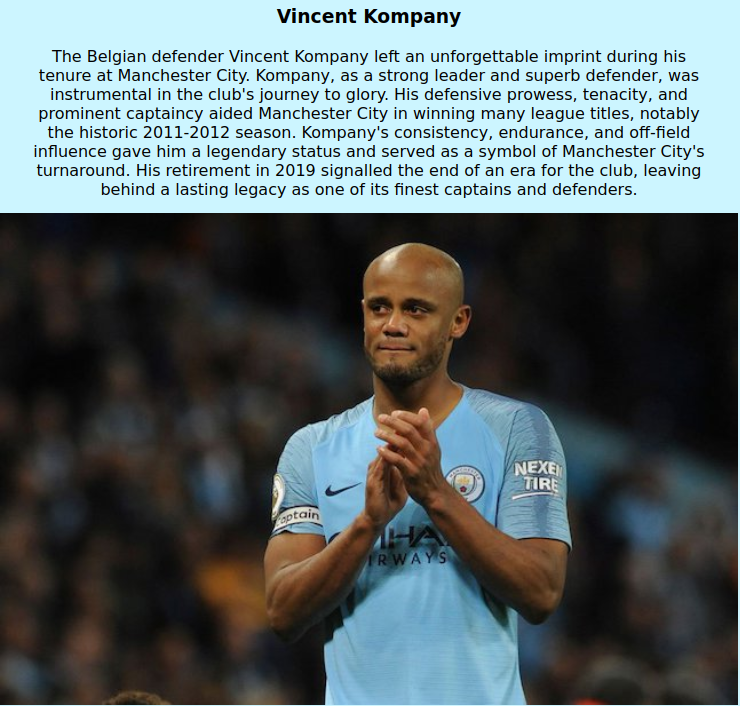 Vincent Kompany
The Belgian defender Vincent Kompany left an unforgettable imprint during his
tenure at Manchester City. Kompany, as a strong leader and superb defender, was
instrumental in the club's journey to glory. His defensive prowess, tenacity, and
prominent captaincy aided Manchester City in winning many league titles, notably
the historic 2011-2012 season. Kompany's consistency, endurance, and off-field
influence gave him a legendary status and served as a symbol of Manchester City's
turnaround. His retirement in 2019 signalled the end of an era for the club, leaving
behind a lasting legacy as one of its finest captains and defenders.
NEXEN
TIRE
aptain
IHA
IRWAYS